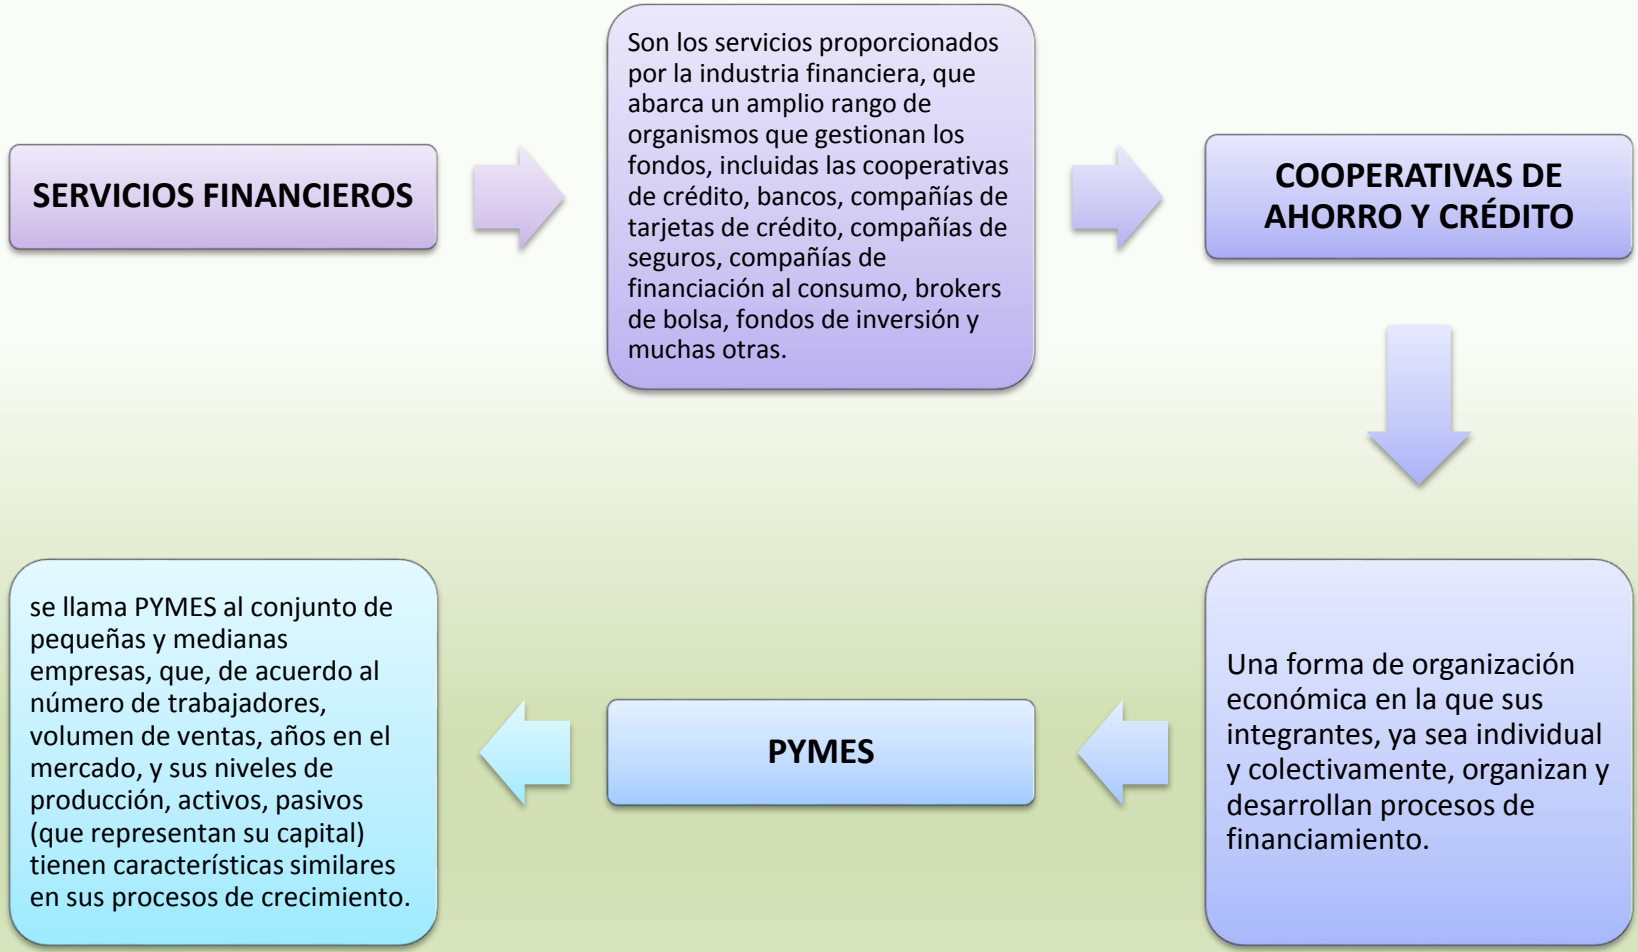 SERVICIOS FINANCIEROS
Son los servicios proporcionados
por la industria financiera, que
abarca un amplio rango de
organismos que gestionan los
fondos, incluidas las cooperativas
de crédito, bancos, compañías de
tarjetas de crédito, compañías de
seguros, compañías de
financiación al consumo, brokers
de bolsa, fondos de inversión y
muchas otras.
COOPERATIVAS DE
AHORRO Y CRÉDITO
Una forma de organización
económica en la que sus
integrantes, ya sea individual
y colectivamente, organizan y
desarrollan procesos de
financiamiento.
PYMES
se llama PYMES al conjunto de
pequeñas y medianas
empresas, que, de acuerdo al
número de trabajadores,
volumen de ventas, años en el
mercado, y sus niveles de
producción, activos, pasivos
(que representan su capital)
tienen características similares
en sus procesos de crecimiento.